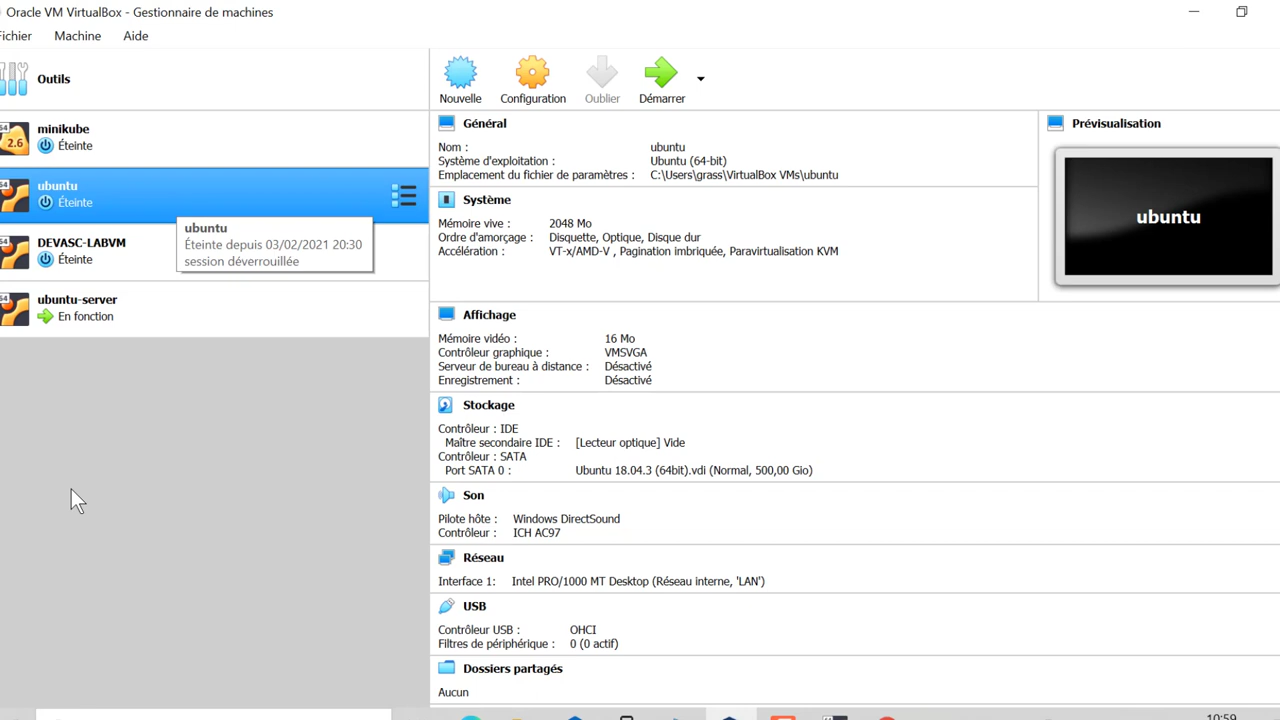 Oracle VM VirtualBox - Gestionnaire de machines
Fichier Machine Aide
Outils
Nouvelle Configuration Oublier Démarrer
64 2.6 minikube
Éteinte
64 ubuntu
Éteinte
ubuntu
Éteinte depuis 03/02/2021 20:30
session déverrouillée
64 DEVASC-LABVM
Éteinte
64 ubuntu-server
En fonction
Général
Nom : ubuntu
Système d'exploitation : Ubuntu (64-bit)
Emplacement du fichier de paramètres : C:\Users\grass\VirtualBox VMs\ubuntu
Prévisualisation
ubuntu
Système
Mémoire vive : 2048 Mo
Ordre d'amorçage : Disquette, Optique, Disque dur
Accélération : VT-x/AMD-V , Pagination imbriquée, Paravirtualisation KVM
Affichage
Mémoire vidéo : 16 Mo
Contrôleur graphique : VMSVGA
Serveur de bureau à distance : Désactivé
Enregistrement : Désactivé
Stockage
Contrôleur : IDE
Maître secondaire IDE : [Lecteur optique] Vide
Contrôleur : SATA
Port SATA 0 : Ubuntu 18.04.3 (64bit).vdi (Normal, 500,00 Gio)
Son
Pilote hôte : Windows DirectSound
Contrôleur : ICH AC97
Réseau
Interface 1: Intel PRO/1000 MT Desktop (Réseau interne, 'LAN')
USB
Contrôleur USB : OHCI
Filtres de périphérique : 0 (0 actif)
Dossiers partagés
Aucun
10:59